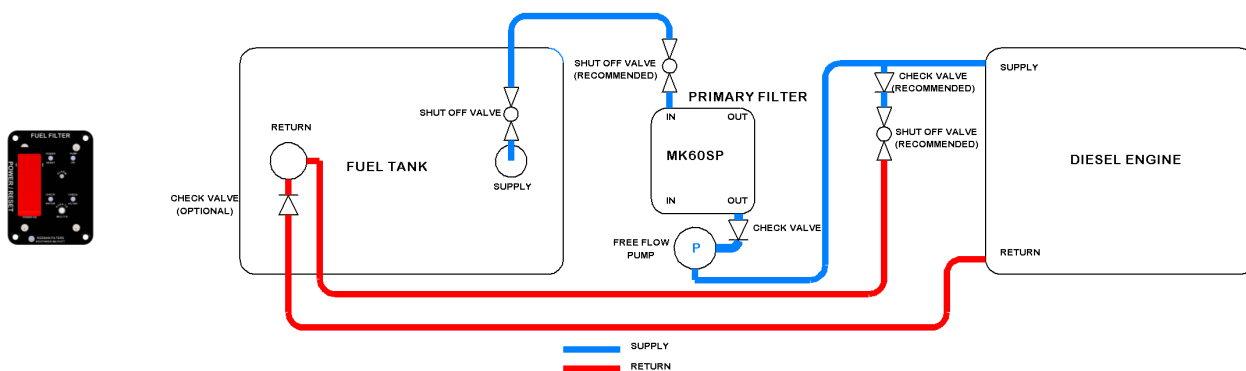 FUEL FILTER
POWER / RESET
RETURN
CHECK VALVE
(OPTIONAL)
FUEL TANK
SHUT OFF VALVE
SUPPLY
SHUT OFF VALVE
(RECOMMENDED)
PRIMARY FILTER
IN
OUT
MK60SP
IN
OUT
CHECK VALVE
FREE FLOW
PUMP
P
CHECK VALVE
(RECOMMENDED)
SHUT OFF VALVE
(RECOMMENDED)
SUPPLY
DIESEL ENGINE
RETURN
SUPPLY
RETURN